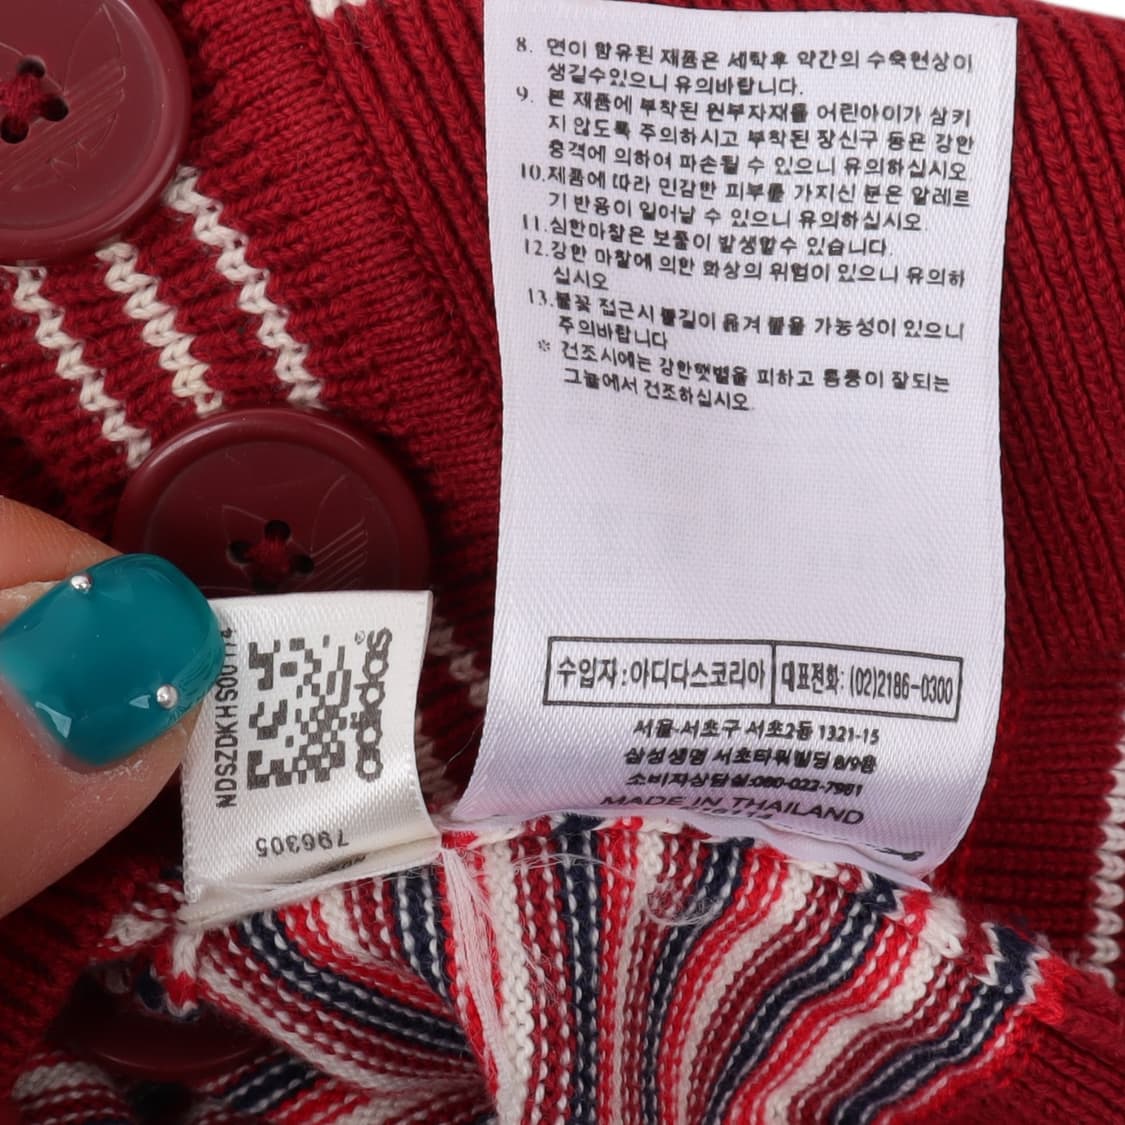 8. 면이 함유된 제품은 세탁후 약간의 수축현상이
생길수있으니 유의바랍니다.
9. 본 제품에 부착된 원부자재를 어린아이가 삼키
지 않도록 주의하시고 부착된 장신구 등은 강한
충격에 의하여 파손될 수 있으니 유의하십시오
10.제품에 따라 민감한 피부를 가지신 분은 알레르
기 반응이 일어날 수 있으니 유의하십시오.
11.심한마찰은 보풀이 발생할수 있습니다.
12.강한 마찰에 의한 화상의 위험이 있으니 유의하
십시오
13.불꽃 접근시 불길이 옮겨 붙을 가능성이 있으니
주의바랍니다
※ 건조시에는 강한햇볕을 피하고 통풍이 잘되는
그늘에서 건조하십시오.
수입자:아디다스코리아 대표전화: (02)2186-0300
서울 서초구 서초2동 1321-15
삼성생명 서초타워빌딩 8/9층
소비자상담실:080-022-7981
MADE IN THAILAND
adidas®
NDSZDKHS00174
796305